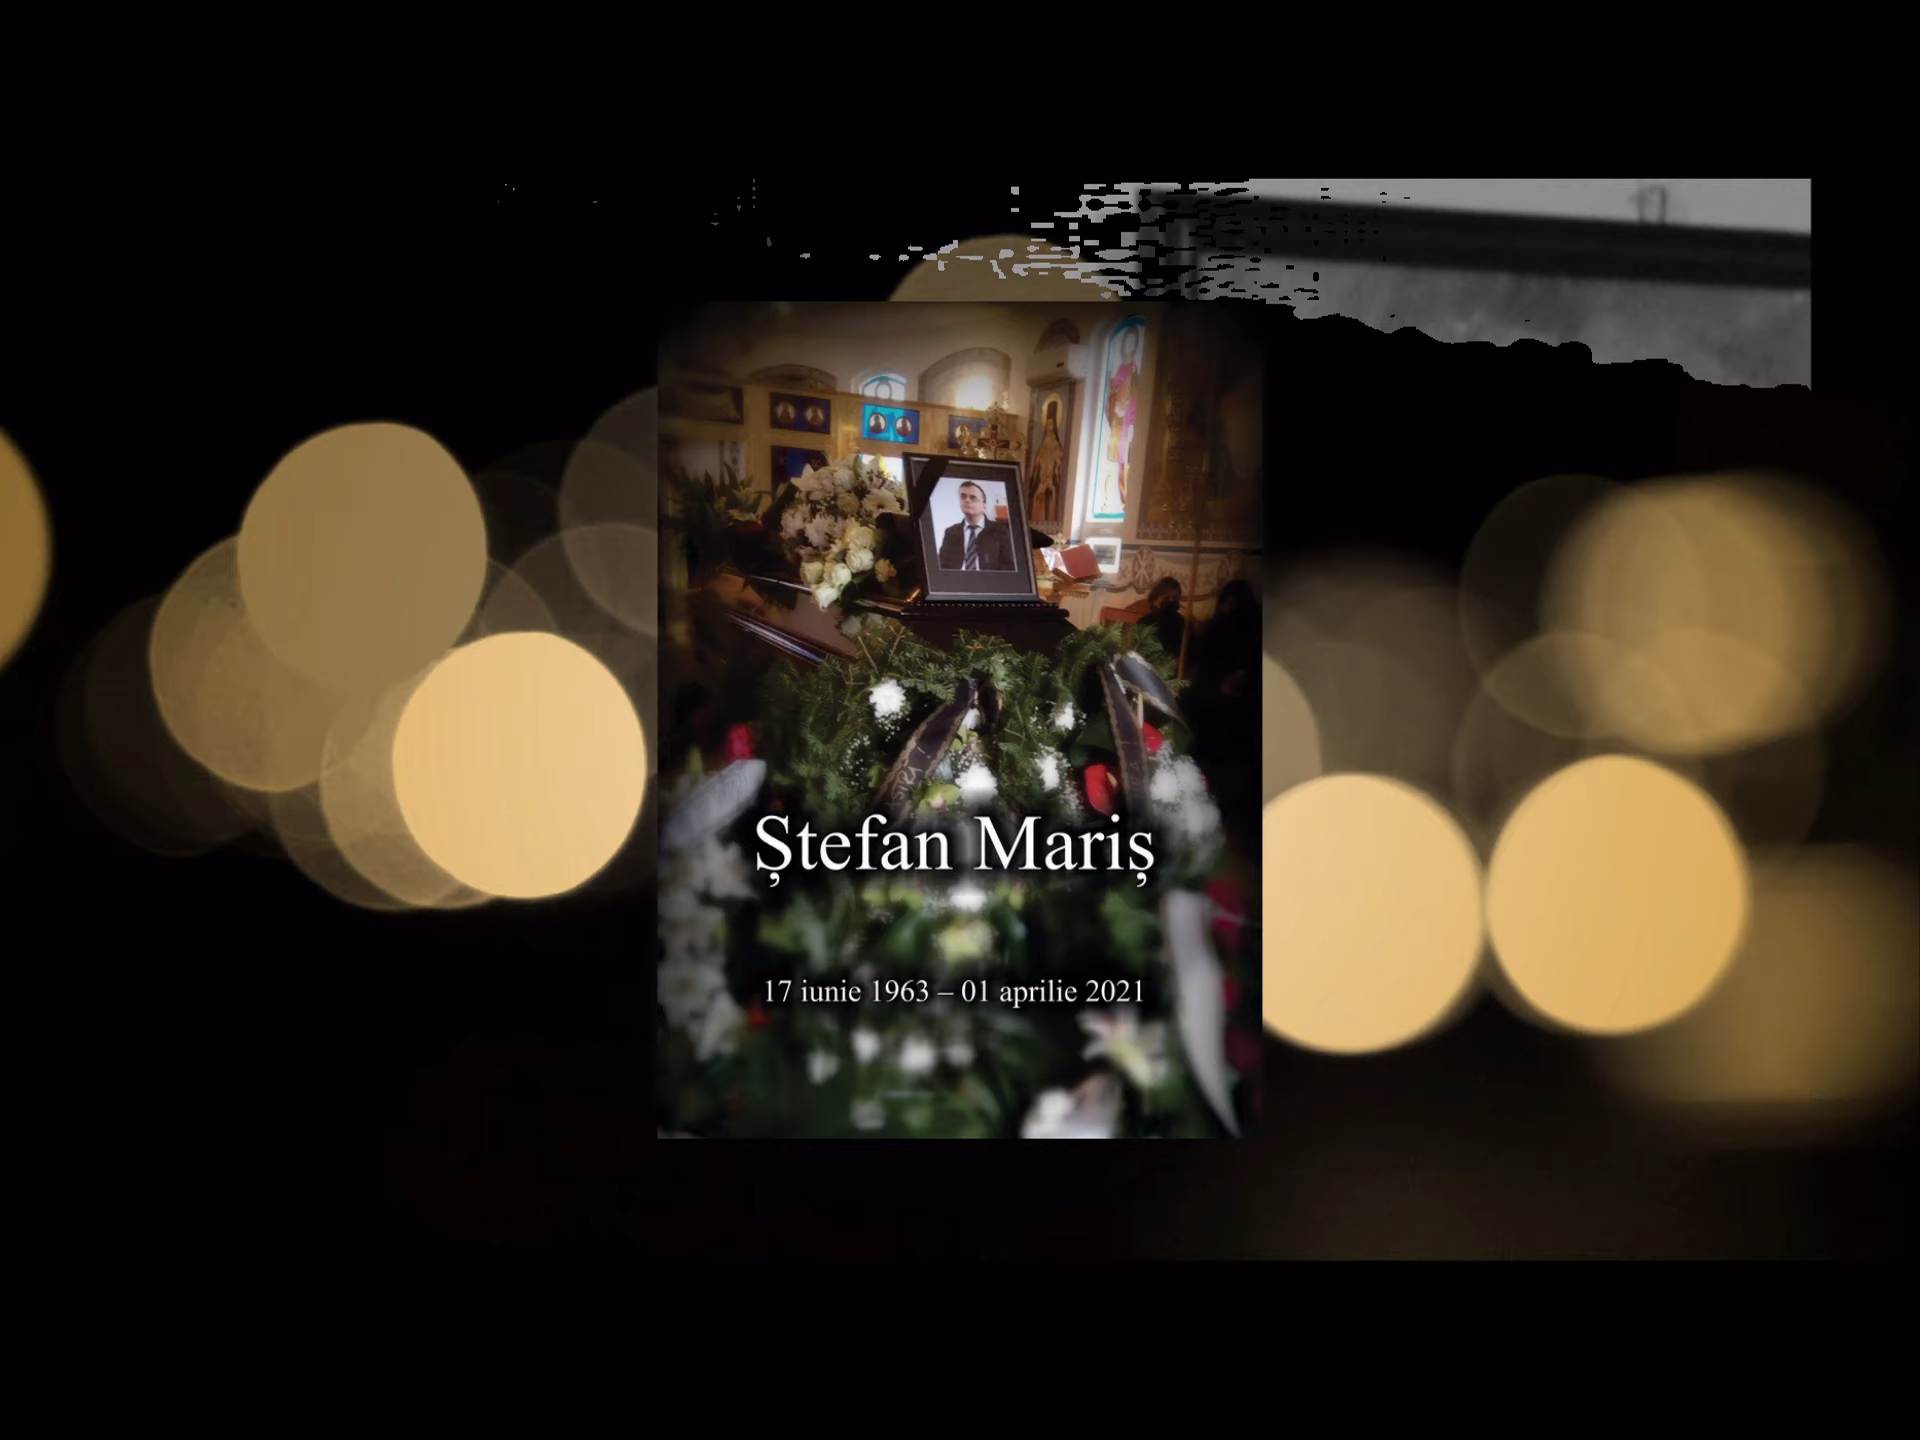 Ștefan Mariș
17 iunie 1963 – 01 aprilie 2021